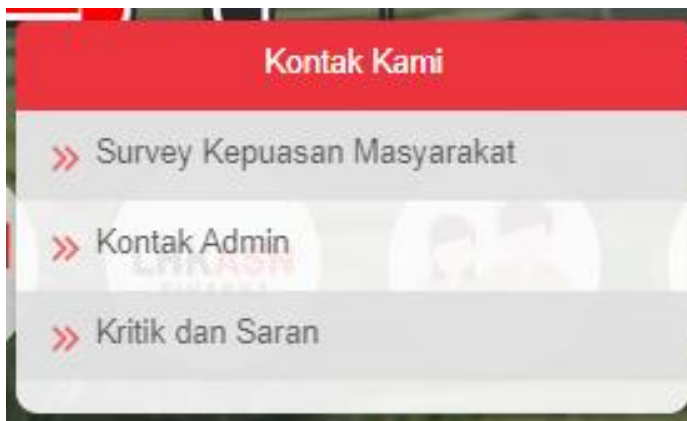 Kontak Kami
Survey Kepuasan Masyarakat
Kontak Admin
Kritik dan Saran